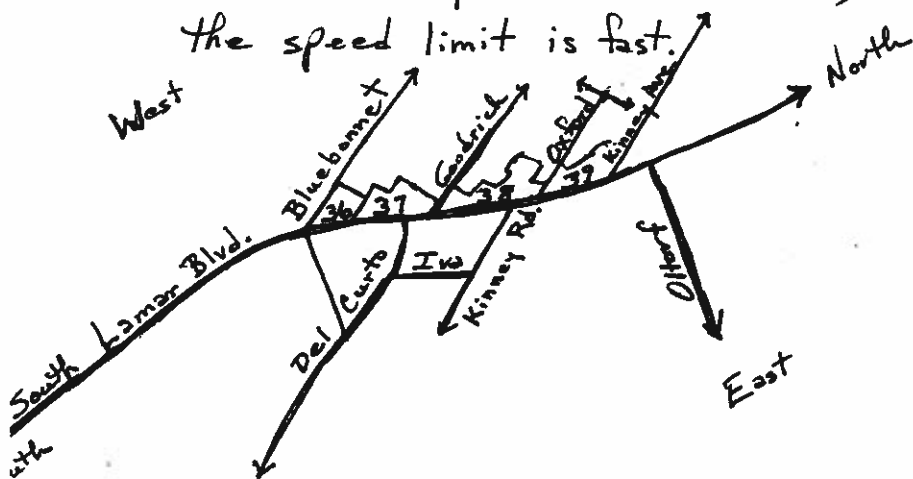 the speed limit is fast.
West
North
Bluebonnet
Goodrich
Oxford
Kinney Ave.
36
37
38
39
South Lamar Blvd.
Del Curto
Iva
Kinney Rd.
Oltorf
East
uth